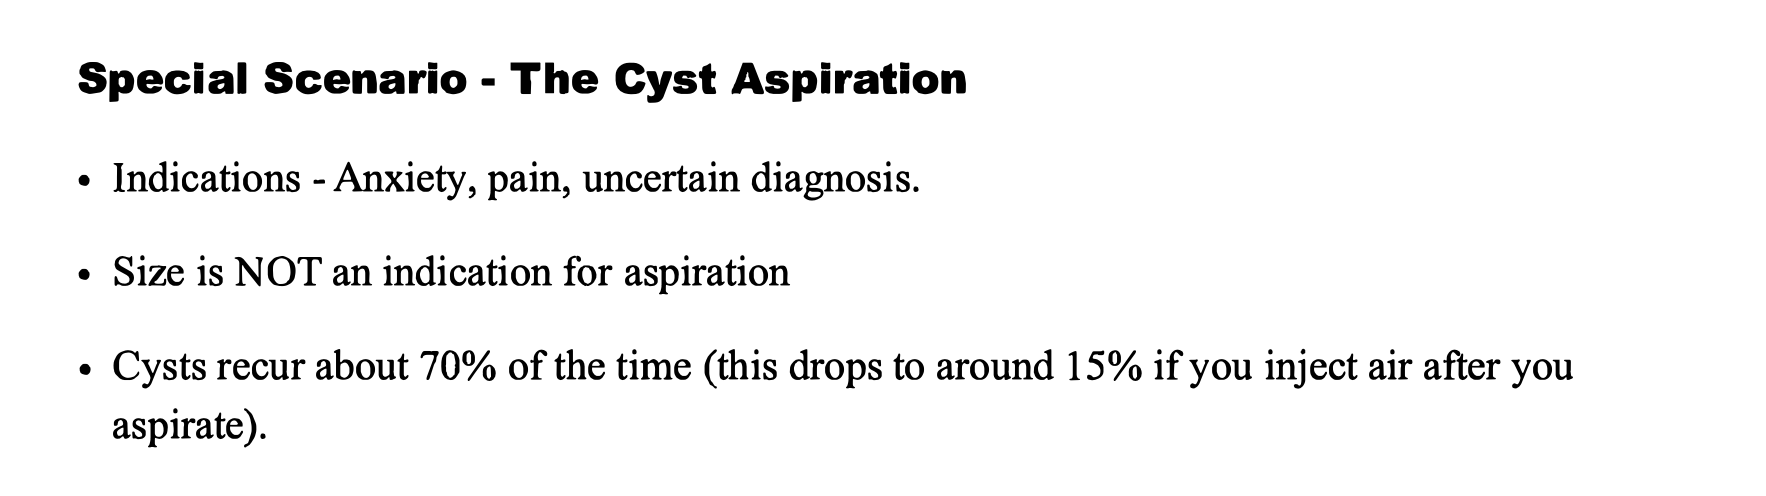 Special Scenario - The Cyst Aspiration
• Indications - Anxiety, pain, uncertain diagnosis.
• Size is NOT an indication for aspiration
• Cysts recur about 70% of the time (this drops to around 15% if you inject air after you
aspirate).